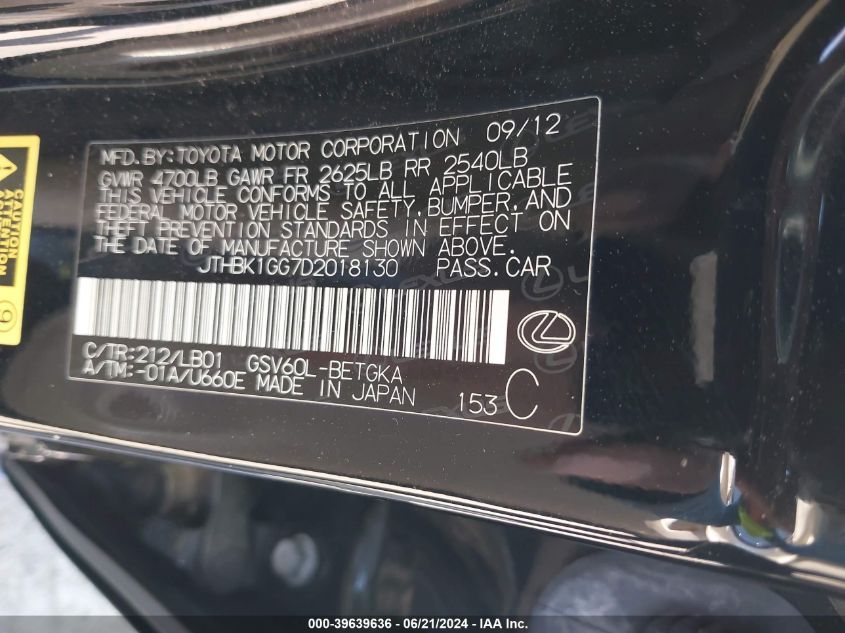 MFD.BY:TOYOTA MOTOR CORPORATION 09/12
GVWR 4700LB GAWR FR 2625LB RR 2540LB
THIS VEHICLE CONFORMS TO ALL APPLICABLE
FEDERAL MOTOR VEHICLE SAFETY,BUMPER,AND
THEFT PREVENTION STANDARDS IN EFFECT ON
THE DATE OF MANUFACTURE SHOWN ABOVE.
JTHBK1GG7D2018130 PASS.CAR
C/TR:212/LB01 GSV60L-BETGKA
A/TM:-01A/U660E MADE IN JAPAN
153 C
CAUTION
ATTENTION
9
000-39639636 - 06/21/2024 - IAA Inc.